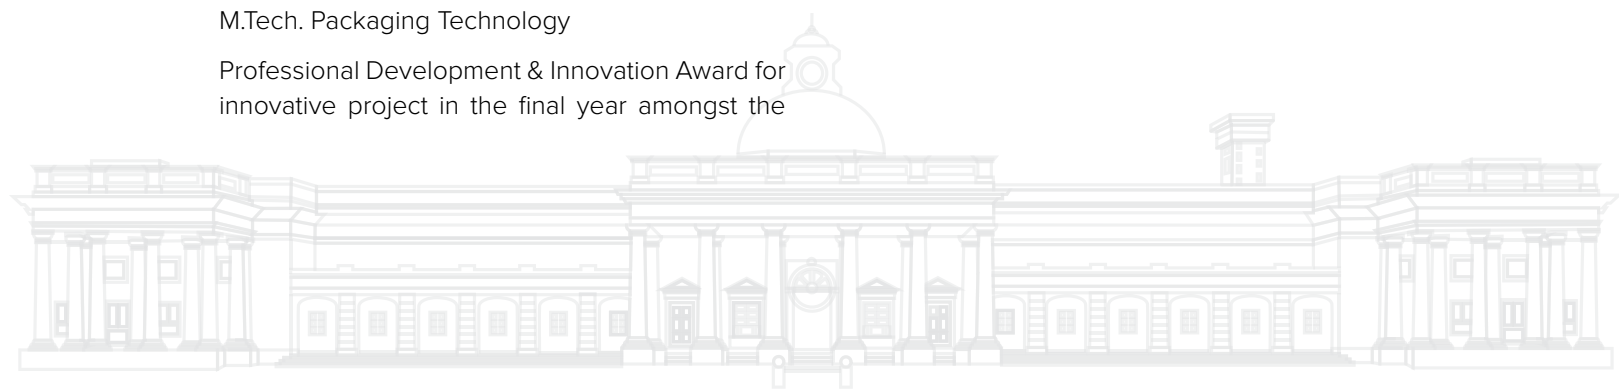 M.Tech. Packaging Technology
Professional Development & Innovation Award for
innovative project in the final year amongst the